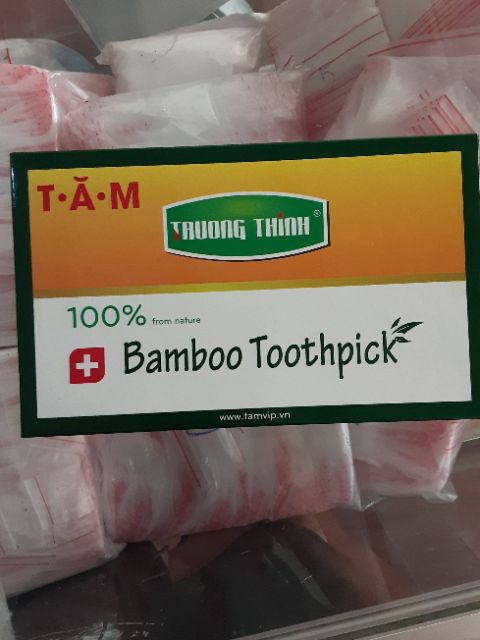 T·Ă·M
TRUONG THINH®
100% from nature
Bamboo Toothpick
www.tamvip.vn